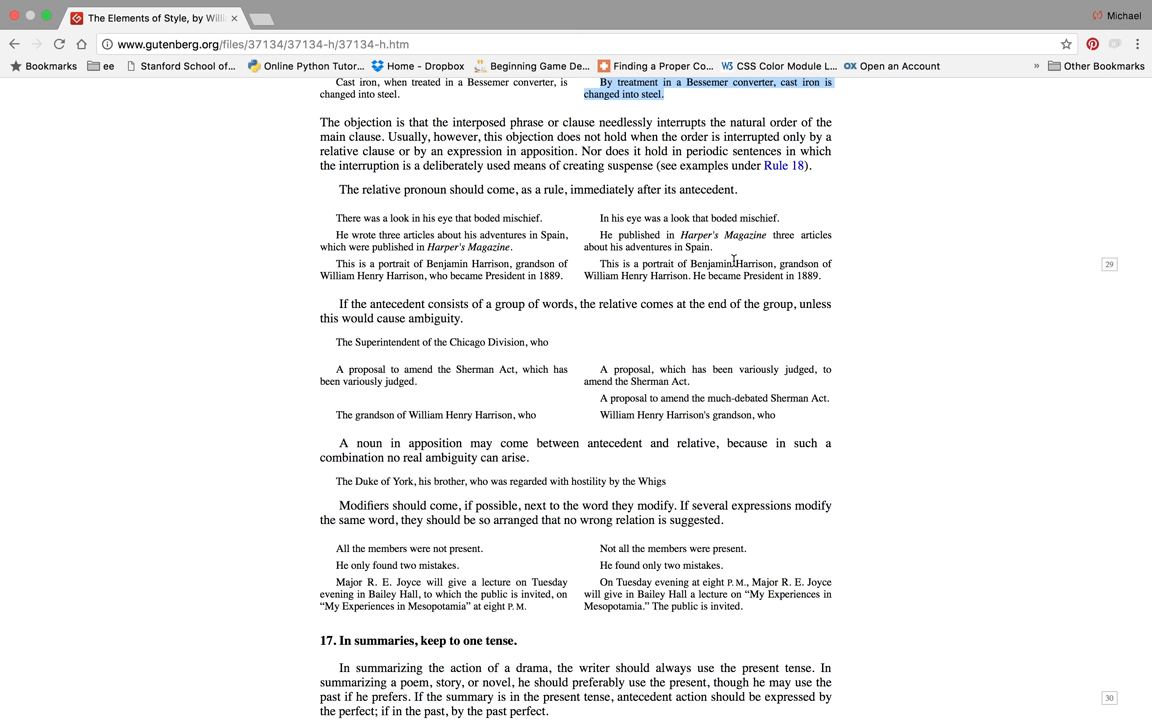 The Elements of Style, by Willi
Michael
www.gutenberg.org/files/37134/37134-h/37134-h.htm
Bookmarks ee Stanford School of... Online Python Tutor... Home - Dropbox Beginning Game De... Finding a Proper Co... W3 CSS Color Module L... OX Open an Account » Other Bookmarks
Cast iron, when treated in a Bessemer converter, is
changed into steel.
By treatment in a Bessemer converter, cast iron is
changed into steel.
The objection is that the interposed phrase or clause needlessly interrupts the natural order of the
main clause. Usually, however, this objection does not hold when the order is interrupted only by a
relative clause or by an expression in apposition. Nor does it hold in periodic sentences in which
the interruption is a deliberately used means of creating suspense (see examples under Rule 18).
The relative pronoun should come, as a rule, immediately after its antecedent.
There was a look in his eye that boded mischief.
In his eye was a look that boded mischief.
He wrote three articles about his adventures in Spain,
which were published in Harper's Magazine.
He published in Harper's Magazine three articles
about his adventures in Spain.
This is a portrait of Benjamin Harrison, grandson of
William Henry Harrison, who became President in 1889.
This is a portrait of Benjamin Harrison, grandson of
William Henry Harrison. He became President in 1889.
29
If the antecedent consists of a group of words, the relative comes at the end of the group, unless
this would cause ambiguity.
The Superintendent of the Chicago Division, who
A proposal to amend the Sherman Act, which has
been variously judged.
A proposal, which has been variously judged, to
amend the Sherman Act.
A proposal to amend the much-debated Sherman Act.
The grandson of William Henry Harrison, who
William Henry Harrison's grandson, who
A noun in apposition may come between antecedent and relative, because in such a
combination no real ambiguity can arise.
The Duke of York, his brother, who was regarded with hostility by the Whigs
Modifiers should come, if possible, next to the word they modify. If several expressions modify
the same word, they should be so arranged that no wrong relation is suggested.
All the members were not present.
Not all the members were present.
He only found two mistakes.
He found only two mistakes.
Major R. E. Joyce will give a lecture on Tuesday
evening in Bailey Hall, to which the public is invited, on
“My Experiences in Mesopotamia” at eight P. M.
On Tuesday evening at eight P. M., Major R. E. Joyce
will give in Bailey Hall a lecture on “My Experiences in
Mesopotamia.” The public is invited.
17. In summaries, keep to one tense.
In summarizing the action of a drama, the writer should always use the present tense. In
summarizing a poem, story, or novel, he should preferably use the present, though he may use the
past if he prefers. If the summary is in the present tense, antecedent action should be expressed by
the perfect; if in the past, by the past perfect.
30